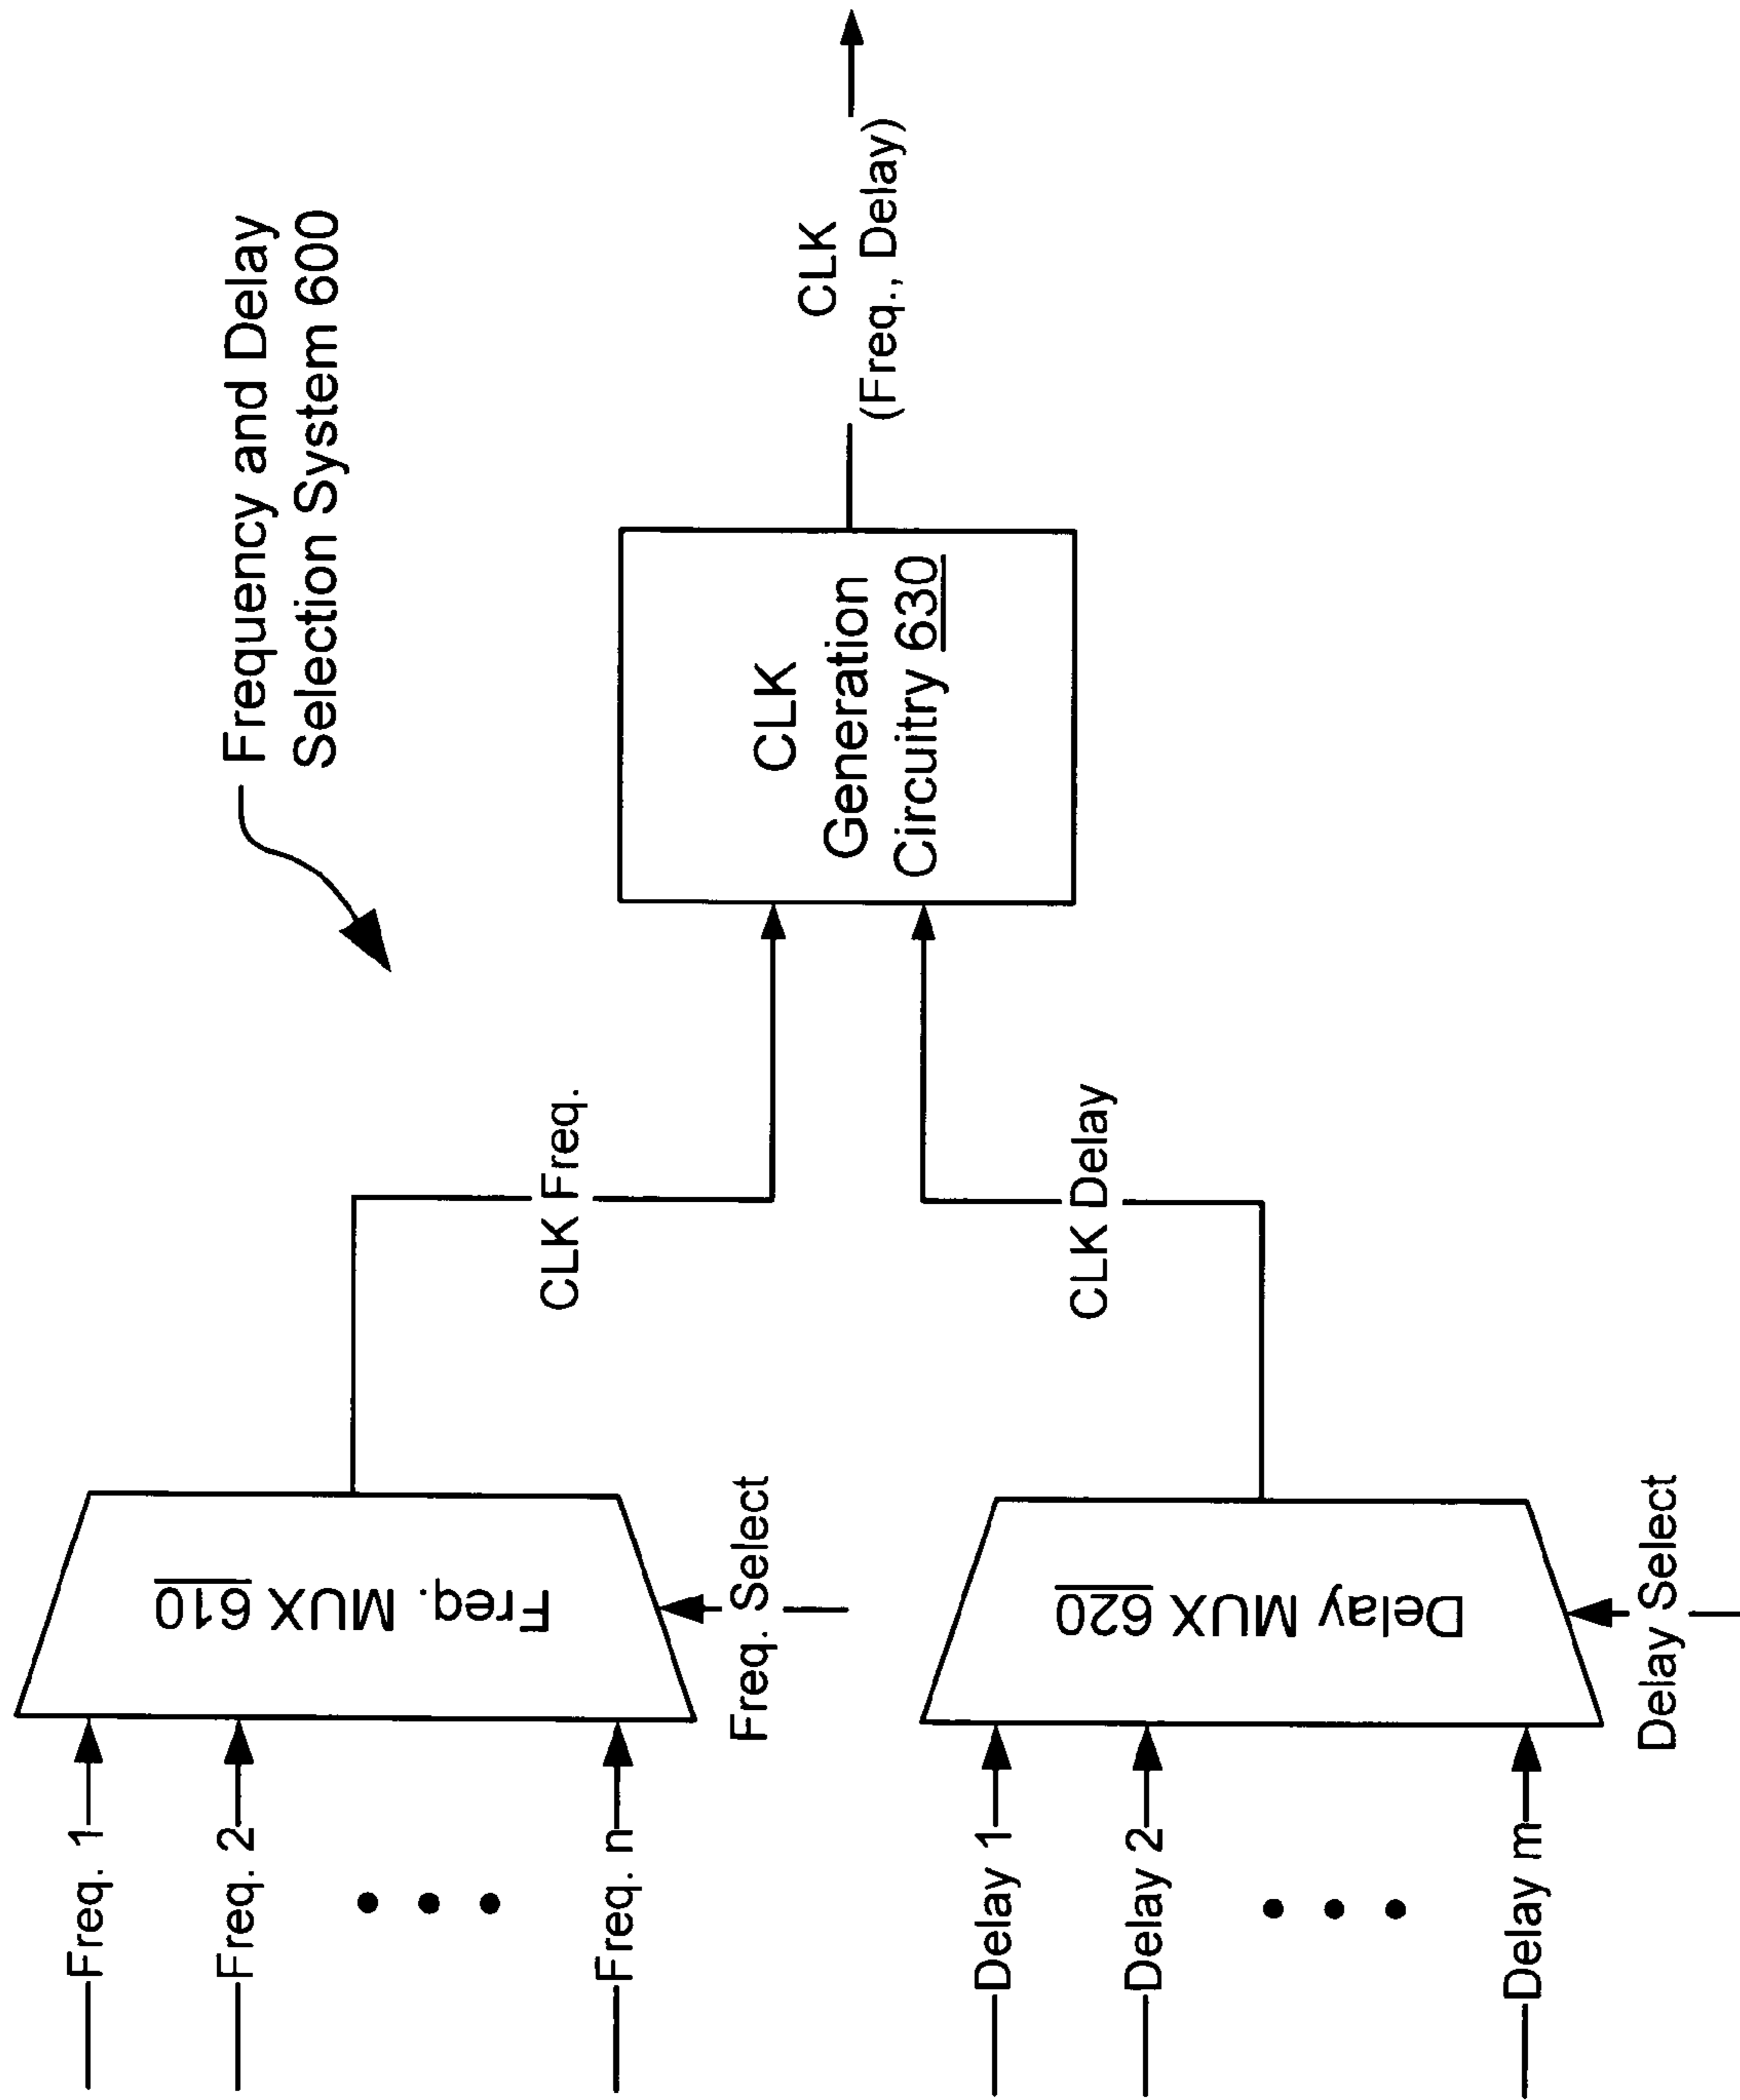 Frequency and Delay
Selection System 600
Freq. 1
Freq. 2
Freq. n
Freq. MUX 610
Freq. Select
CLK Freq.
Delay 1
Delay 2
Delay m
Delay MUX 620
Delay Select
CLK Delay
CLK
Generation
Circuitry 630
CLK
(Freq., Delay)